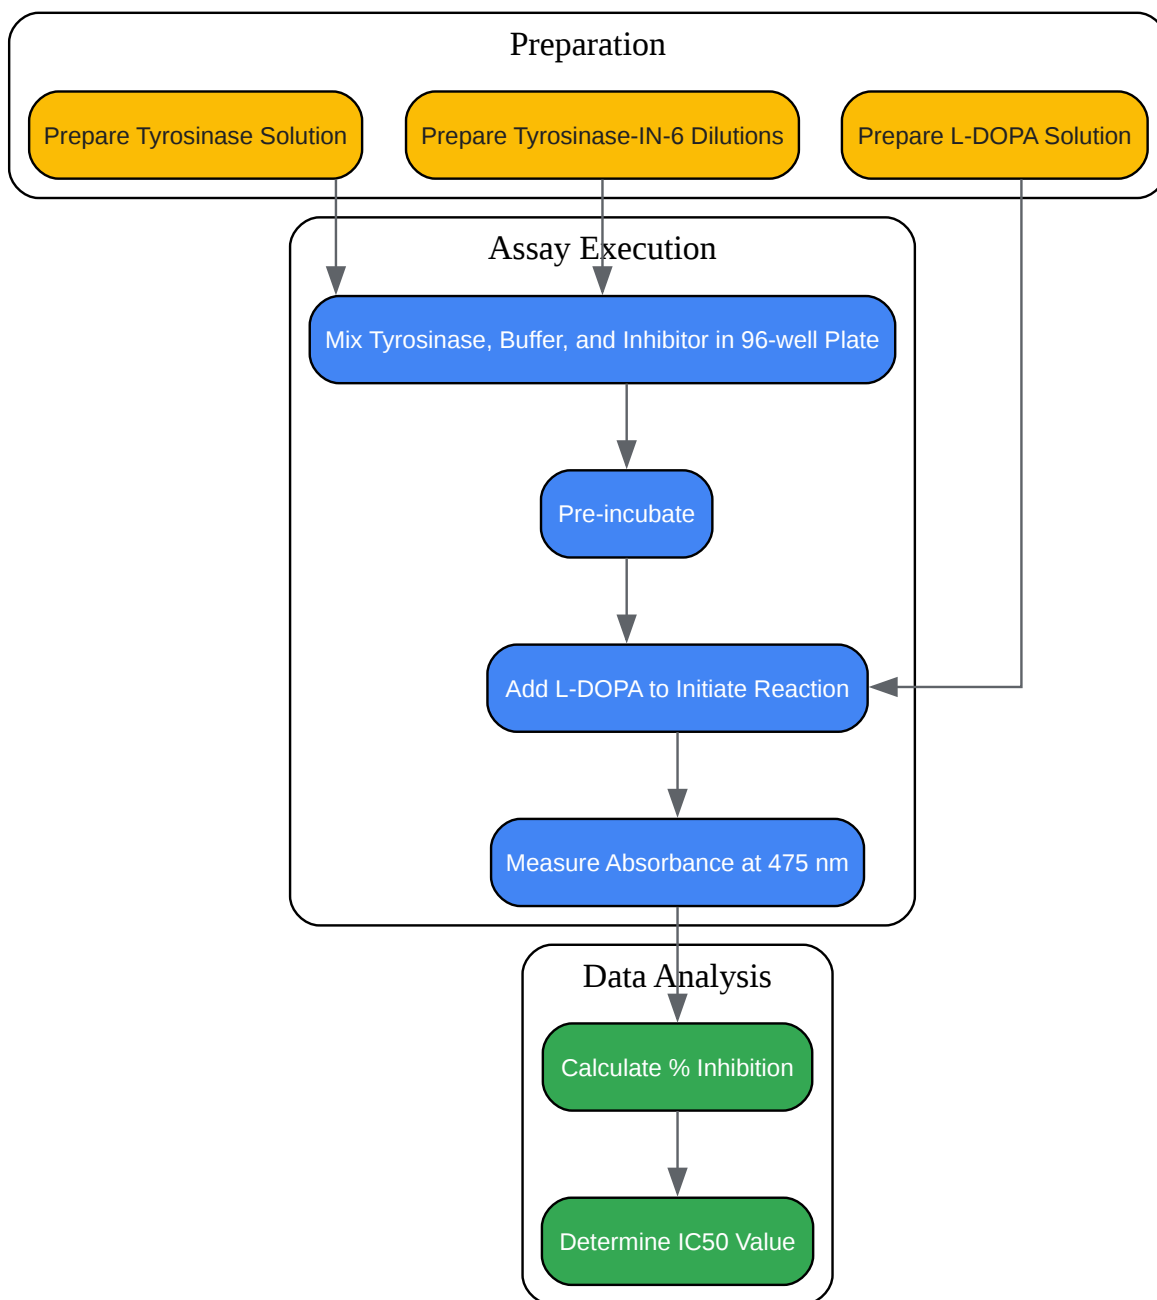 Preparation
Prepare Tyrosinase Solution
Prepare Tyrosinase-IN-6 Dilutions
Prepare L-DOPA Solution
Assay Execution
Mix Tyrosinase, Buffer, and Inhibitor in 96-well Plate
Pre-incubate
Add L-DOPA to Initiate Reaction
Measure Absorbance at 475 nm
Data Analysis
Calculate % Inhibition
Determine IC50 Value